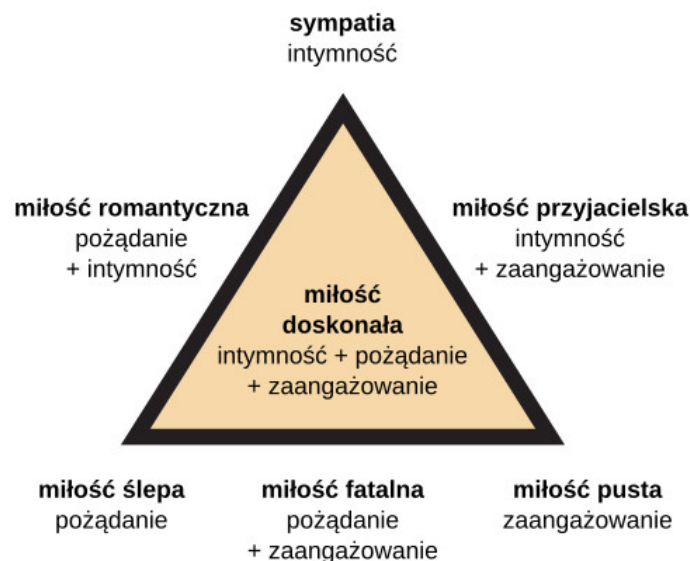 sympatia
intymność
miłość romantyczna
pożądanie
+ intymność
miłość przyjacielska
intymność
+ zaangażowanie
miłość
doskonała
intymność + pożądanie
+ zaangażowanie
miłość ślepa
pożądanie
miłość fatalna
pożądanie
+ zaangażowanie
miłość pusta
zaangażowanie